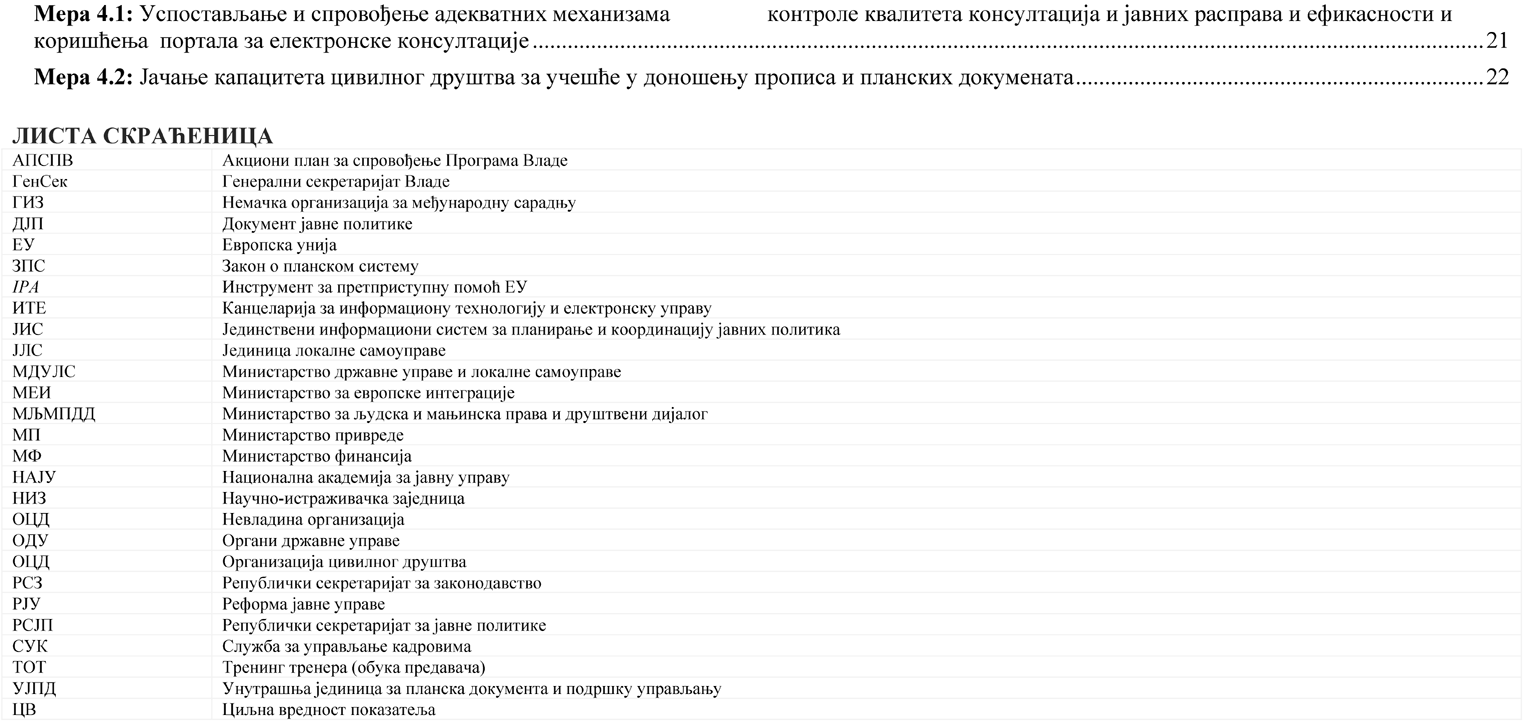 Мера 4.1: Успостављање и спровођење адекватних механизама контроле квалитета консултација и јавних расправа и ефикасности и
коришћења портала за електронске консултације 21
Мера 4.2: Јачање капацитета цивилног друштва за учешће у доношењу прописа и планских докумената 22
ЛИСТА СКРАЋЕНИЦА
АПСПВ Акциони план за спровођење Програма Владе
ГенСек Генерални секретаријат Владе
ГИЗ Немачка организација за међународну сарадњу
ДЈП Документ јавне политике
ЕУ Европска унија
ЗПС Закон о планском систему
IPA Инструмент за претприступну помоћ ЕУ
ИТЕ Канцеларија за информациону технологију и електронску управу
ЈИС Јединствени информациони систем за планирање и координацију јавних политика
ЈЛС Јединица локалне самоуправе
МДУЛС Министарство државне управе и локалне самоуправе
МЕИ Министарство за европске интеграције
МЉМПДД Министарство за људска и мањинска права и друштвени дијалог
МП Министарство привреде
МФ Министарство финансија
НАЈУ Национална академија за јавну управу
НИЗ Научно-истраживачка заједница
ОЦД Невладина организација
ОДУ Органи државне управе
ОЦД Организација цивилног друштва
РСЗ Републички секретаријат за законодавство
РЈУ Реформа јавне управе
РСЈП Републички секретаријат за јавне политике
СУК Служба за управљање кадровима
ТОТ Тренинг тренера (обука предавача)
УЈПД Унутрашња јединица за планска документа и подршку управљању
ЦВ Циљна вредност показатеља